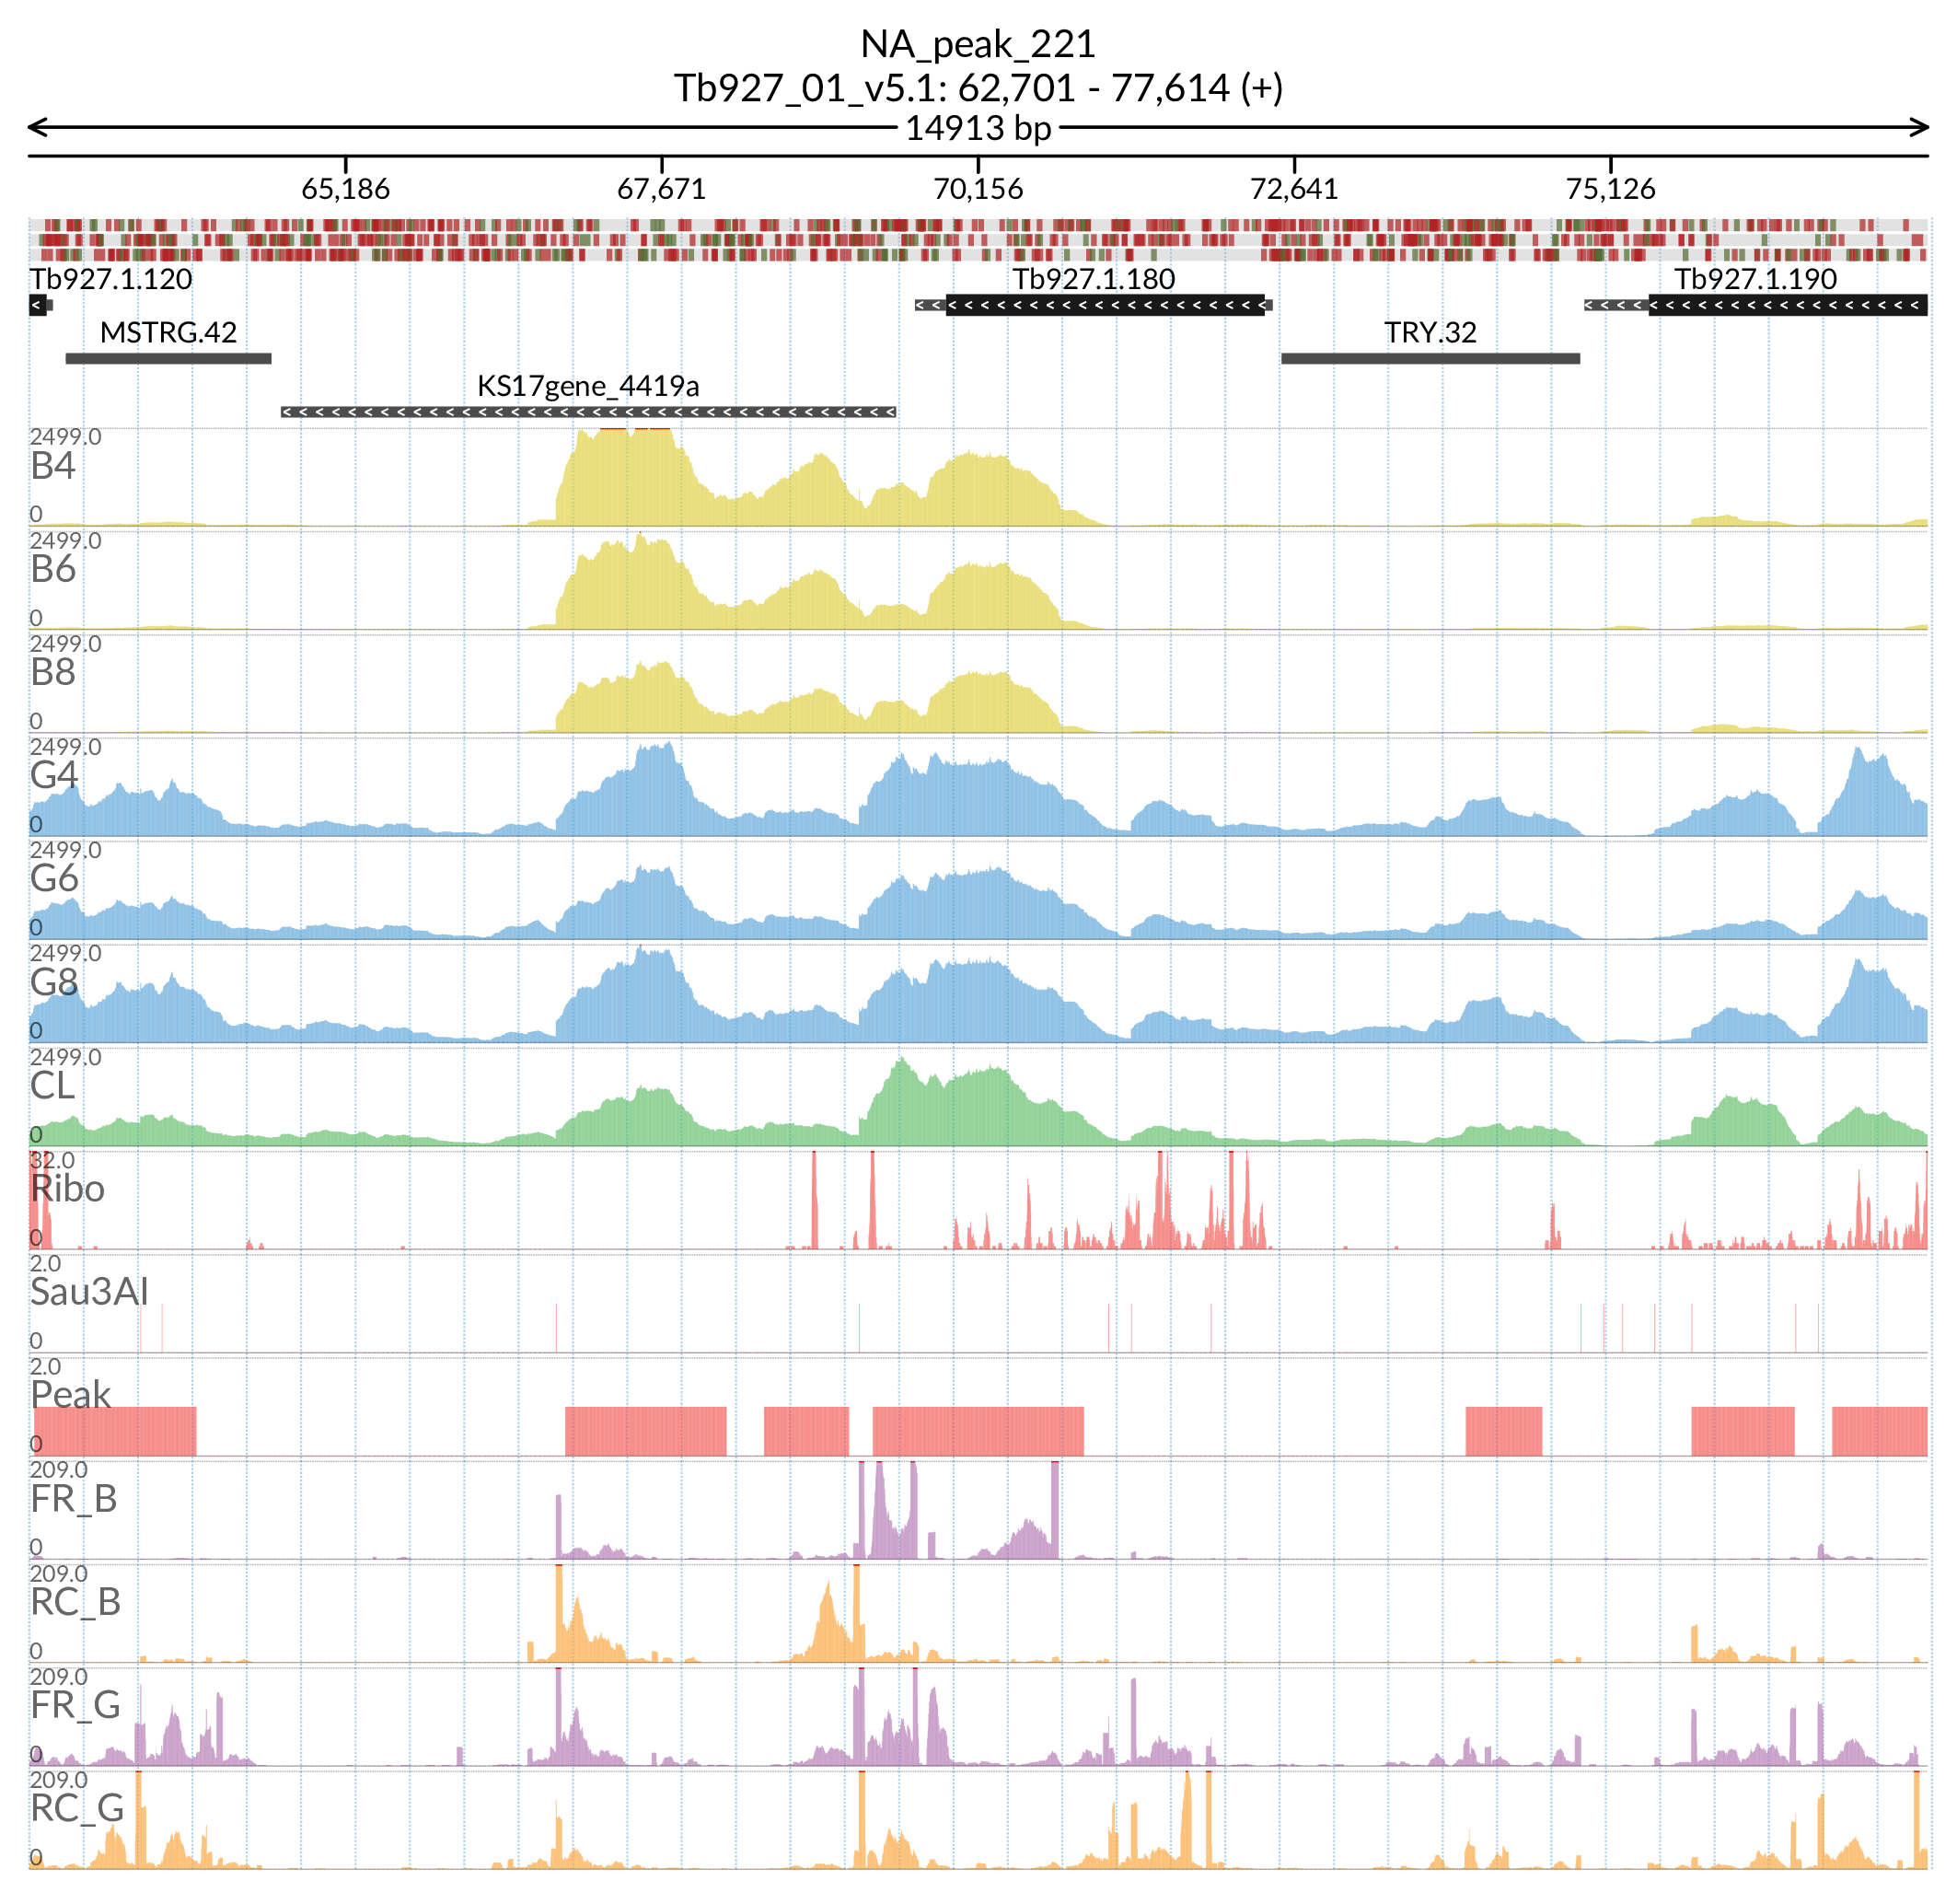 NA_peak_221
Tb927_01_v5.1: 62,701 - 77,614 (+)
14913 bp
65,186 67,671 70,156 72,641 75,126
Tb927.1.120 Tb927.1.180 Tb927.1.190
MSTRG.42 TRY.32
KS17gene_4419a
2499.0
B4
0
2499.0
B6
0
2499.0
B8
0
2499.0
G4
0
2499.0
G6
0
2499.0
G8
0
2499.0
CL
0
32.0
Ribo
0
2.0
Sau3AI
0
2.0
Peak
0
209.0
FR_B
0
209.0
RC_B
0
209.0
FR_G
0
209.0
RC_G
0